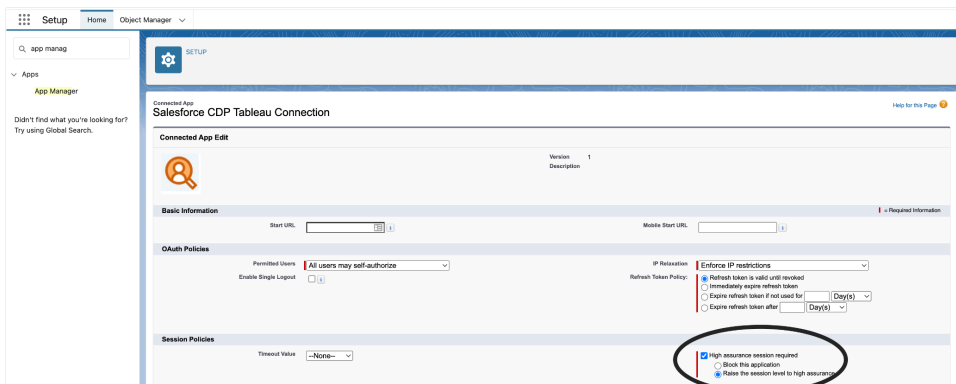 Setup
Home
Object Manager
app manag
SETUP
Apps
App Manager
Didn't find what you're looking for?
Try using Global Search.
Connected App
Salesforce CDP Tableau Connection
Help for this Page
Connected App Edit
Version 1
Description
Basic Information
= Required Information
Start URL
i
Mobile Start URL
i
OAuth Policies
Permitted Users
All users may self-authorize
IP Relaxation
Enforce IP restrictions
Enable Single Logout
i
Refresh Token Policy:
Refresh token is valid until revoked
Immediately expire refresh token
Expire refresh token if not used for Day(s)
Expire refresh token after Day(s)
Session Policies
Timeout Value
--None--
High assurance session required
Block this application
Raise the session level to high assurance